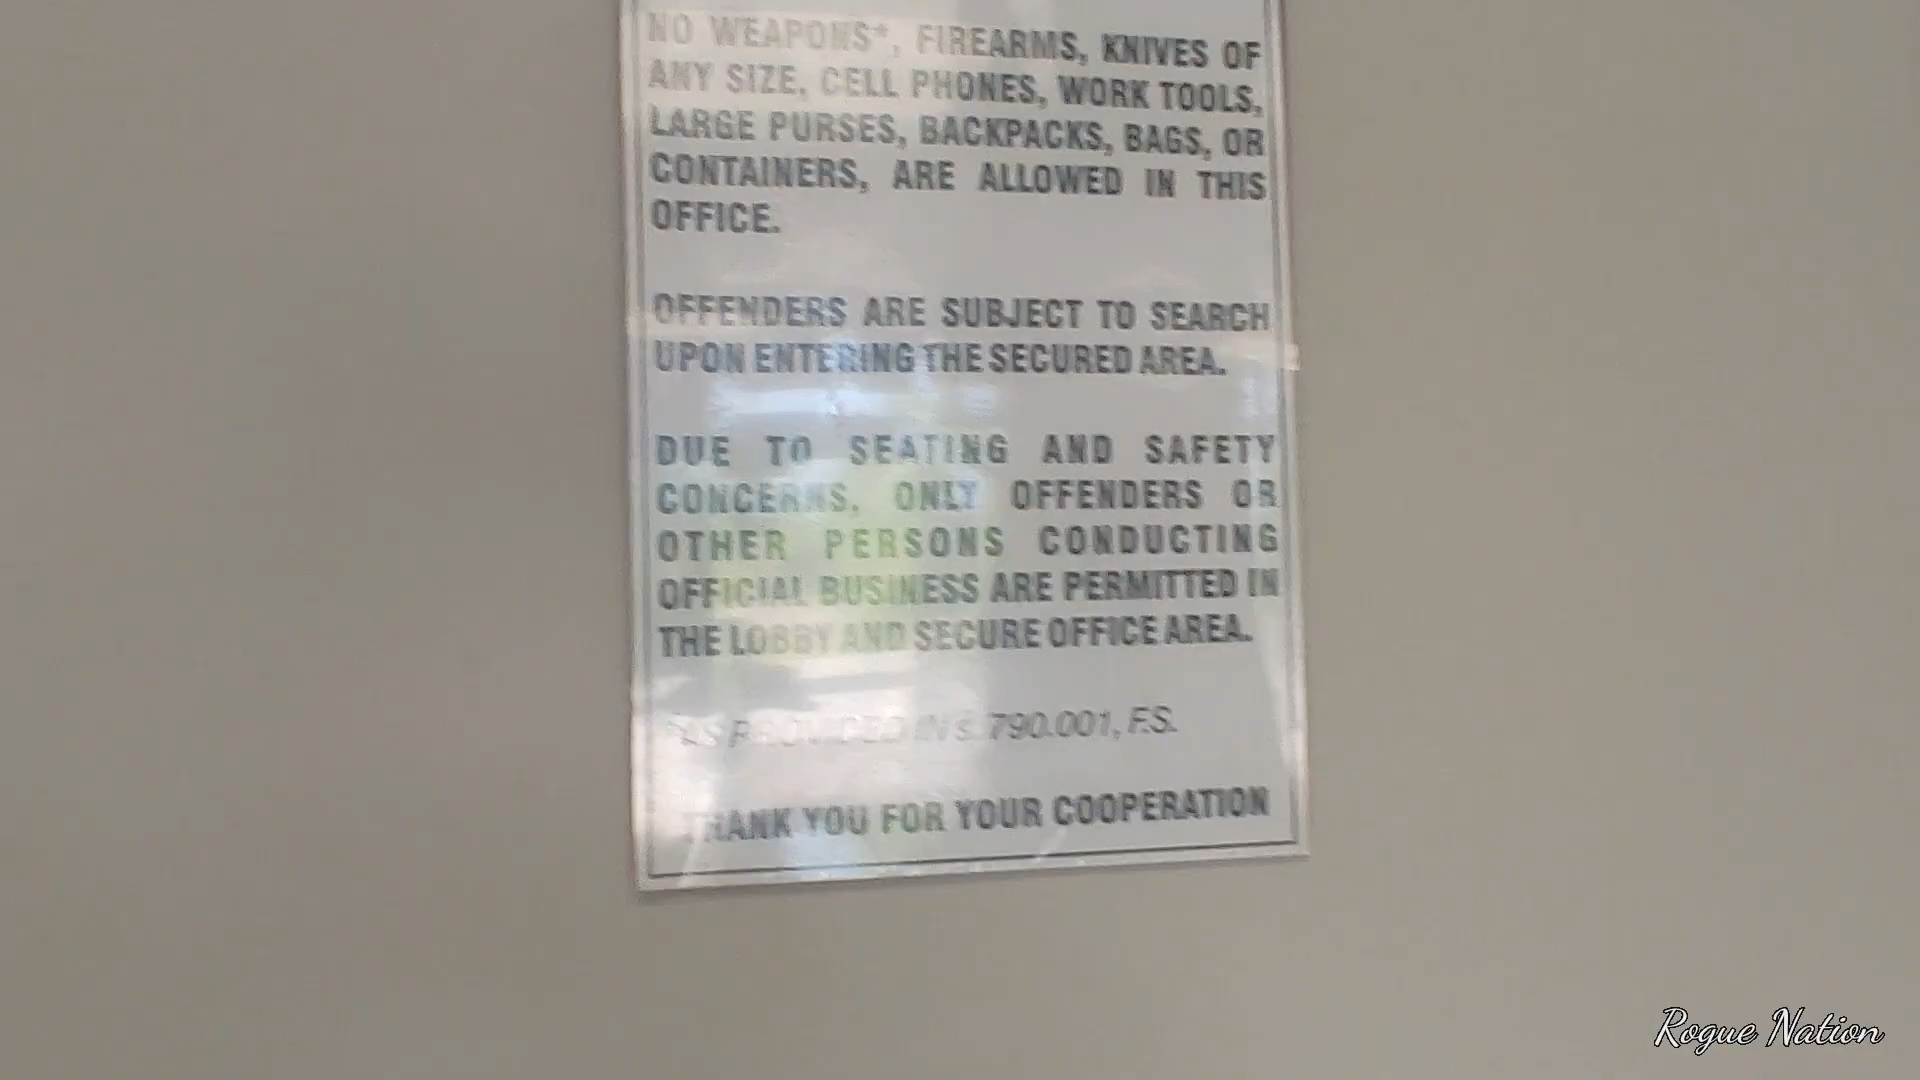 NO WEAPONS*, FIREARMS, KNIVES OF
ANY SIZE, CELL PHONES, WORK TOOLS,
LARGE PURSES, BACKPACKS, BAGS, OR
CONTAINERS, ARE ALLOWED IN THIS
OFFICE.
OFFENDERS ARE SUBJECT TO SEARCH
UPON ENTERING THE SECURED AREA.
DUE TO SEATING AND SAFETY
CONCERNS, ONLY OFFENDERS OR
OTHER PERSONS CONDUCTING
OFFICIAL BUSINESS ARE PERMITTED IN
THE LOBBY AND SECURE OFFICE AREA.
*AS PROVIDED IN s. 790.001, F.S.
THANK YOU FOR YOUR COOPERATION
Rogue Nation